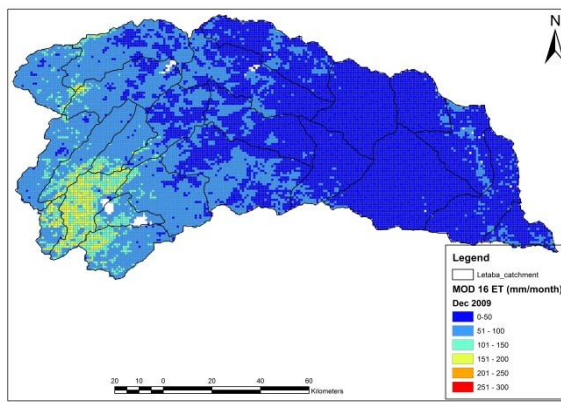 N
Legend
Letaba_catchment
MOD 16 ET (mm/month)
Dec 2009
0-50
51 - 100
101 - 150
151 - 200
201 - 250
251 - 300
20 10 0 20 40 60
Kilometers